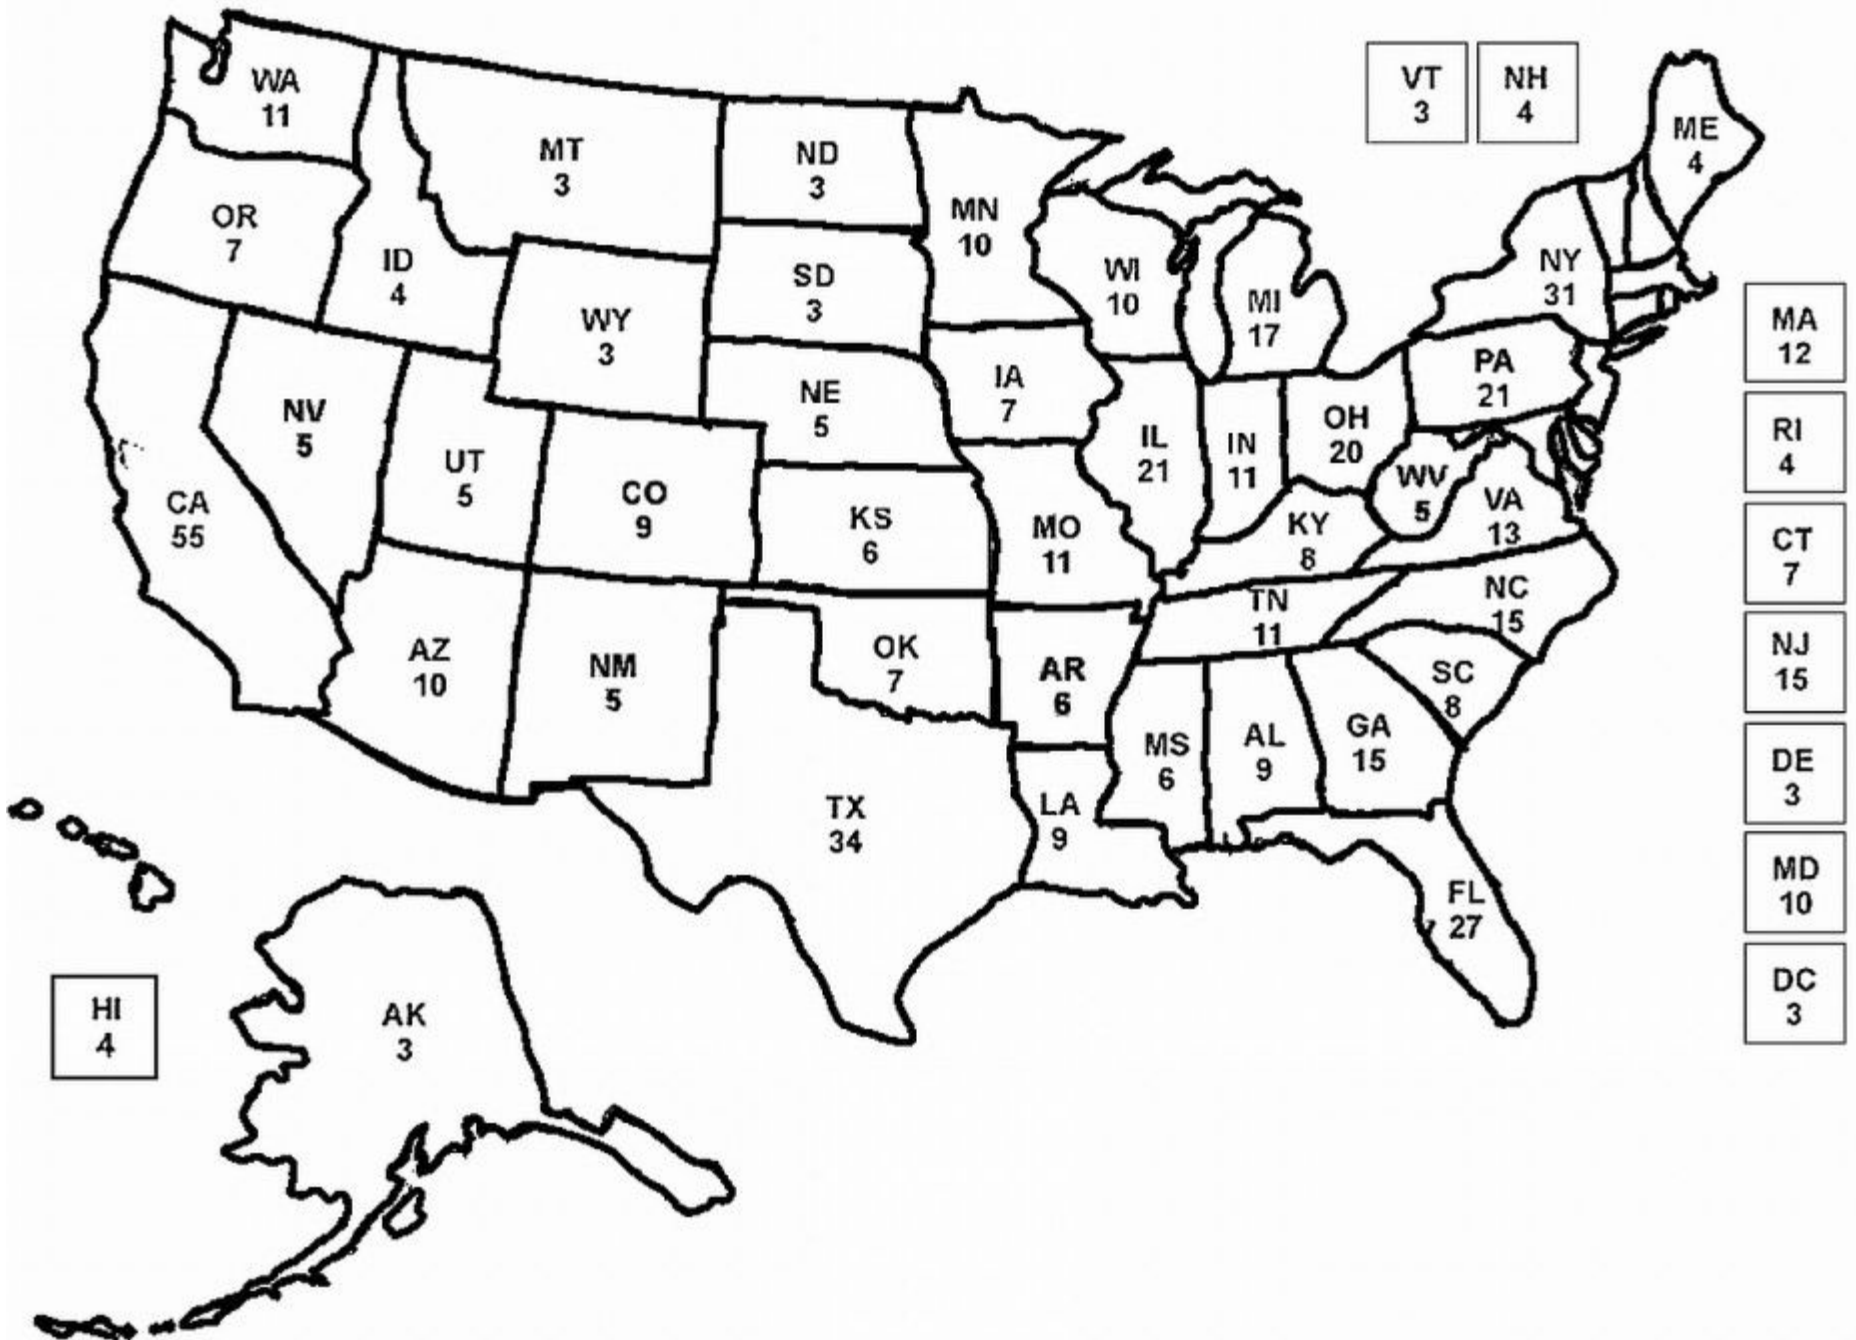 WA
11
MT
3
ND
3
MN
10
VT
3
NH
4
ME
4
OR
7
ID
4
WY
3
SD
3
WI
10
MI
17
NY
31
MA
12
NV
5
UT
5
CO
9
NE
5
IA
7
IL
21
IN
11
OH
20
PA
21
RI
4
CA
55
KS
6
MO
11
KY
8
WV
5
VA
13
CT
7
AZ
10
NM
5
OK
7
AR
6
TN
11
NC
15
SC
8
NJ
15
TX
34
LA
9
MS
6
AL
9
GA
15
DE
3
FL
27
MD
10
HI
4
AK
3
DC
3